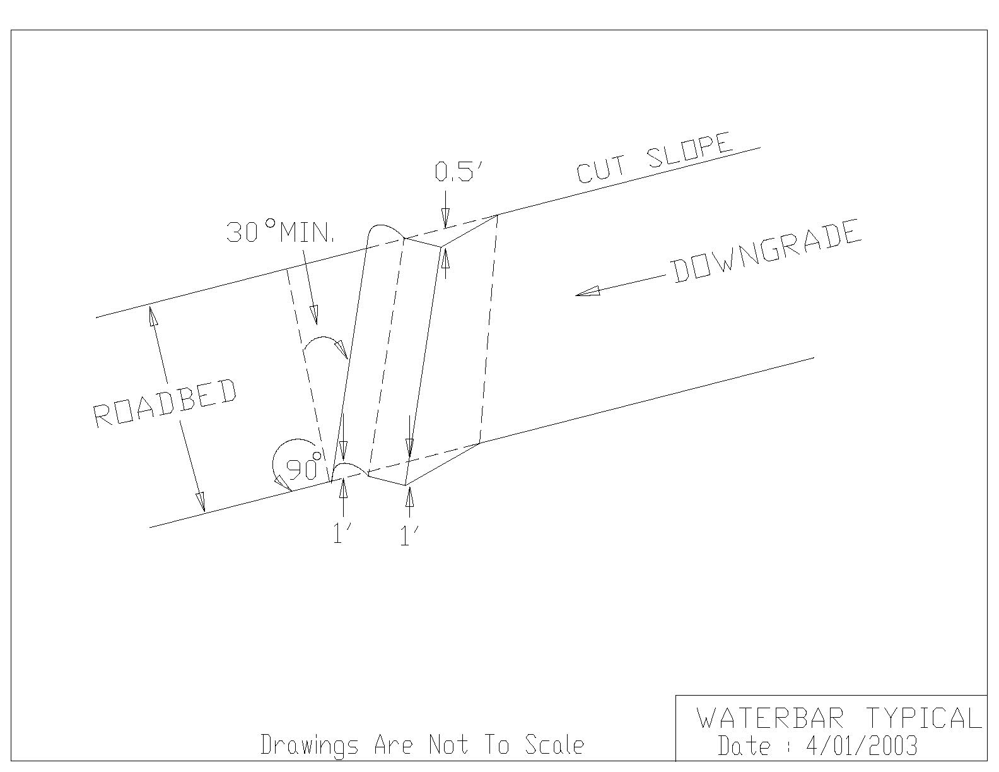 0.5'
CUT SLOPE
30°MIN.
DOWNGRADE
ROADBED
90°
1'
1'
WATERBAR TYPICAL
Date : 4/01/2003
Drawings Are Not To Scale